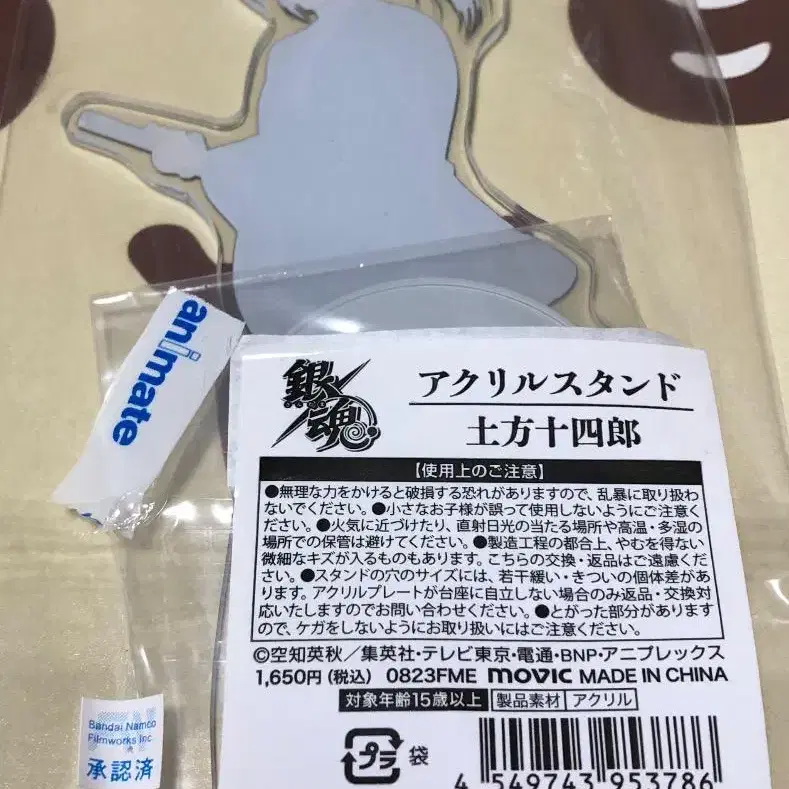 animate
銀魂
アクリルスタンド
土方十四郎
【使用上のご注意】
●無理な力をかけると破損する恐れがありますので、乱暴に取り扱わ
ないでください。●小さなお子様が誤って使用しないようにご注意く
ださい。●火気に近づけたり、直射日光の当たる場所や高温・多湿の
場所での保管は避けてください。●製造工程の都合上、やむを得ない
微細なキズが入るものもあります。こちらの交換・返品はご遠慮くだ
さい。●スタンドの穴のサイズには、若干緩い・きついの個体差があ
ります。アクリルプレートが台座に自立しない場合のみ返品・交換対
応いたしますのでお問い合わせください。●とがった部分があります
ので、ケガをしないようにお取り扱いにはご注意ください。
©空知英秋／集英社・テレビ東京・電通・BNP・アニプレックス
1,650円（税込） 0823FME movic MADE IN CHINA
対象年齢15歳以上 製品素材 アクリル
プラ 袋
4 549743 953786
Bandai Namco
Filmworks Inc.
承認済